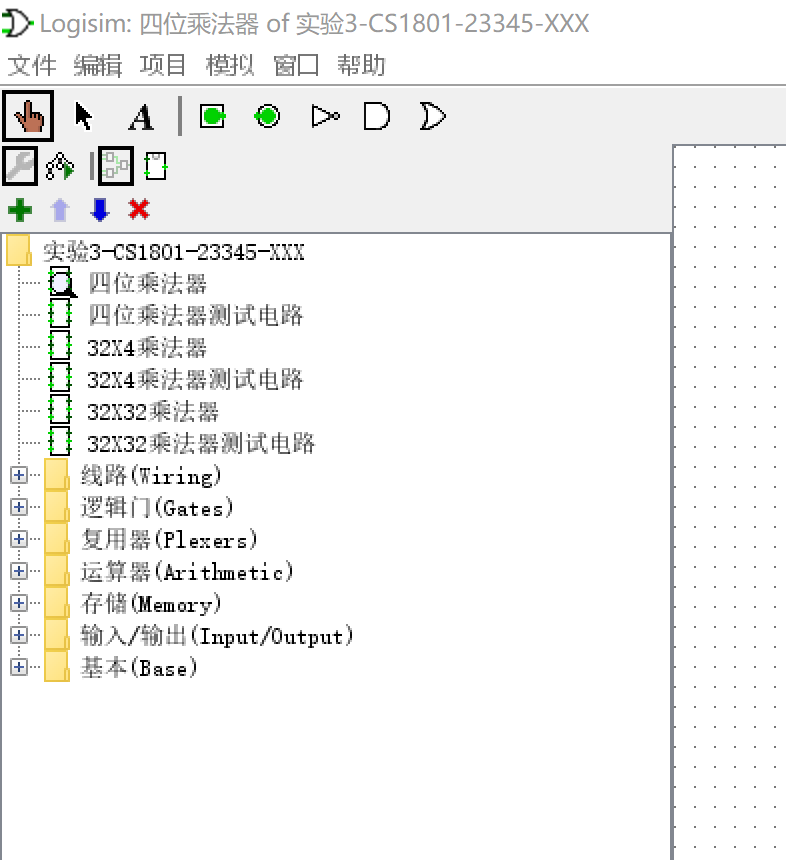 Logisim: 四位乘法器 of 实验3-CS1801-23345-XXX
文件 编辑 项目 模拟 窗口 帮助
A
实验3-CS1801-23345-XXX
四位乘法器
四位乘法器测试电路
32X4乘法器
32X4乘法器测试电路
32X32乘法器
32X32乘法器测试电路
线路(Wiring)
逻辑门(Gates)
复用器(Plexers)
运算器(Arithmetic)
存储(Memory)
输入/输出(Input/Output)
基本(Base)